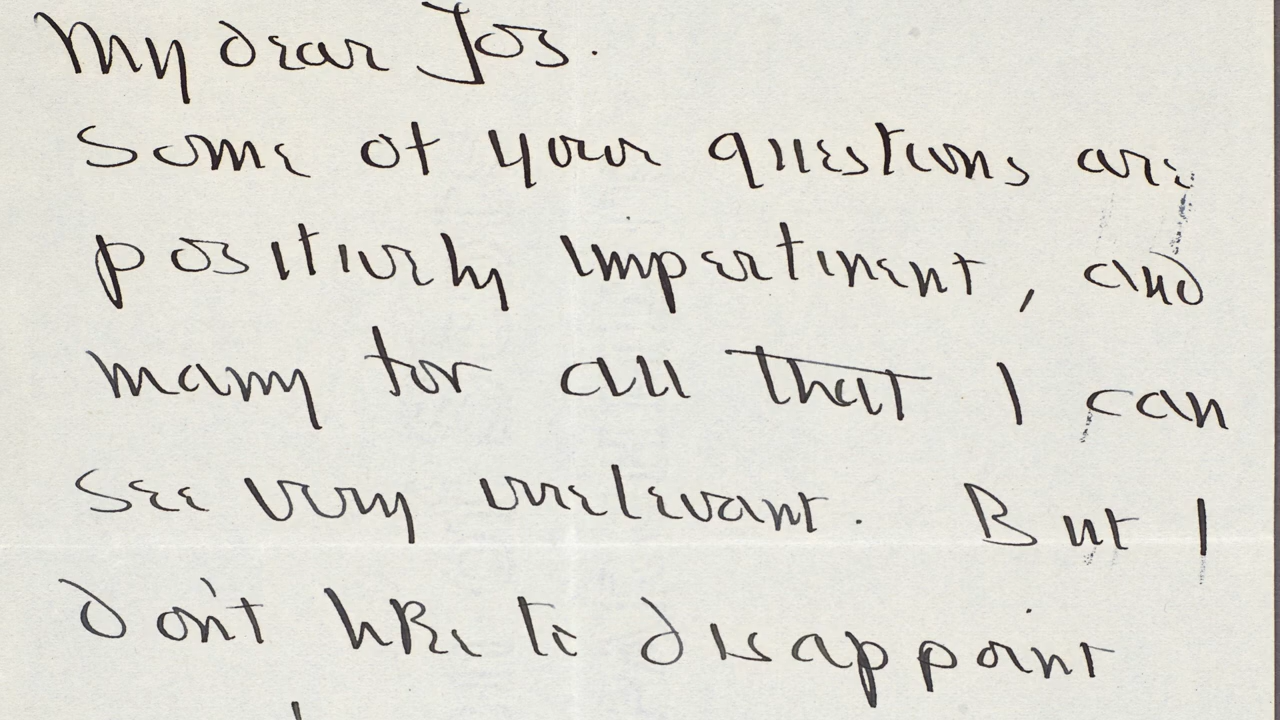 My dear Jos.
Some of your questions are
positively impertinent, and
many for all that I can
see very irrelevant. But I
don't like to disappoint